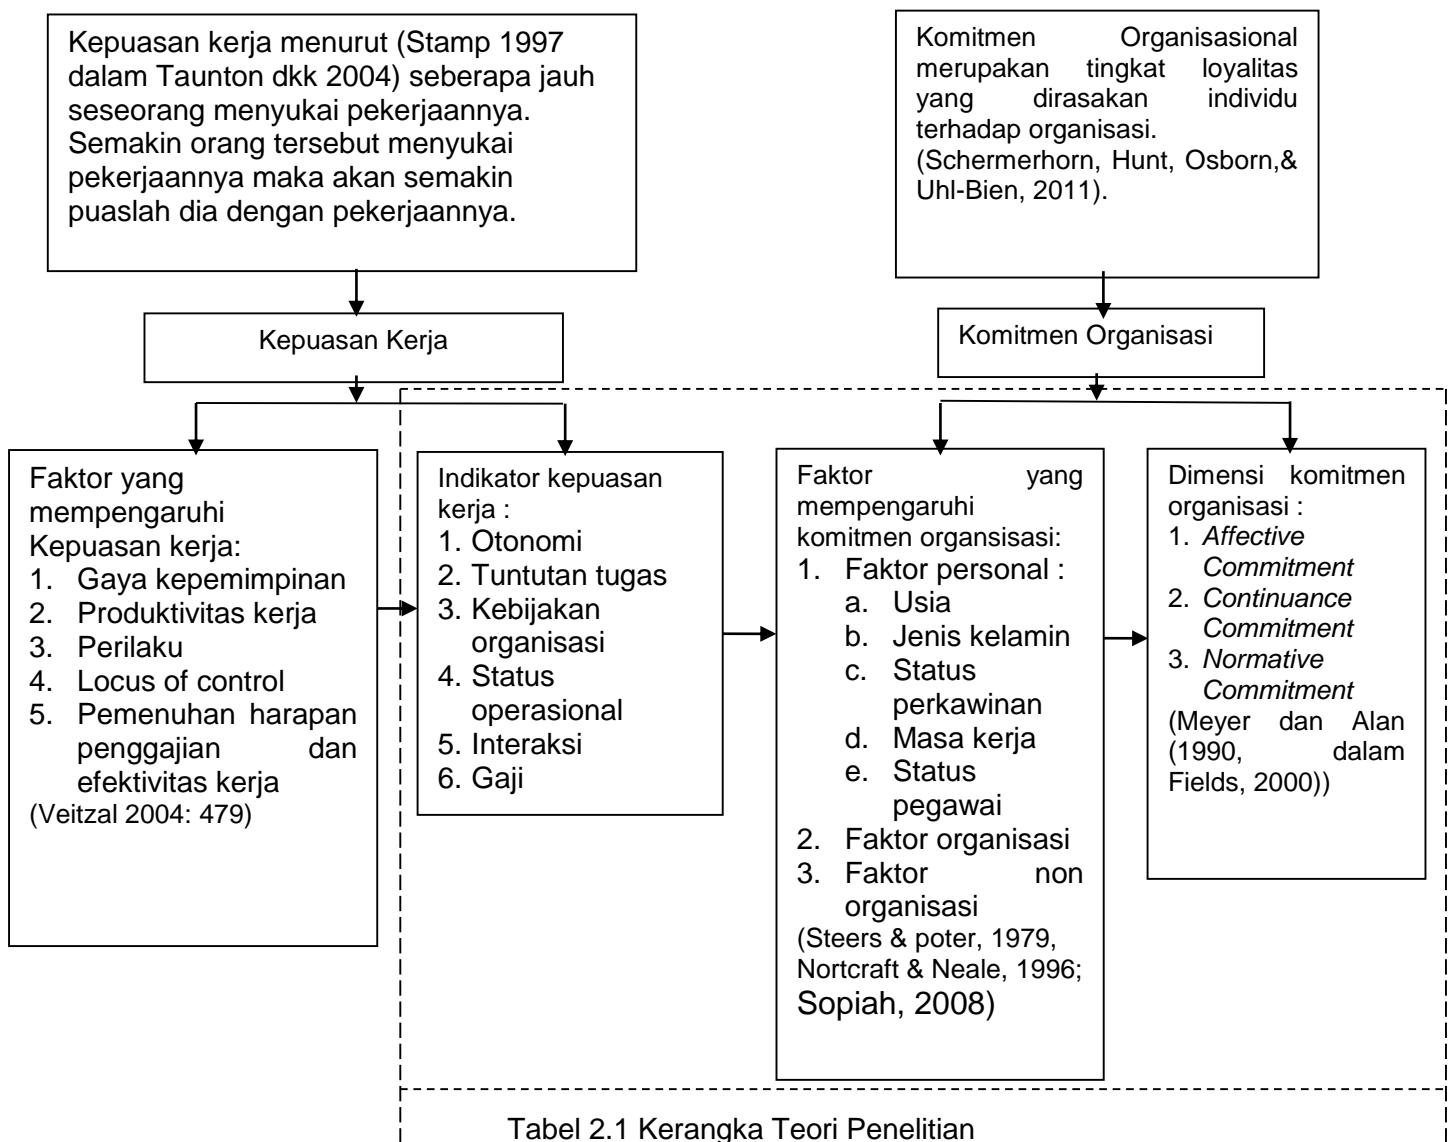 Kepuasan kerja menurut (Stamp 1997
dalam Taunton dkk 2004) seberapa jauh
seseorang menyukai pekerjaannya.
Semakin orang tersebut menyukai
pekerjaannya maka akan semakin
puaslah dia dengan pekerjaannya.
Komitmen Organisasional
merupakan tingkat loyalitas
yang dirasakan individu
terhadap organisasi.
(Schermerhorn, Hunt, Osborn,&
Uhl-Bien, 2011).
Kepuasan Kerja
Komitmen Organisasi
Faktor yang
mempengaruhi
Kepuasan kerja:
1. Gaya kepemimpinan
2. Produktivitas kerja
3. Perilaku
4. Locus of control
5. Pemenuhan harapan
penggajian dan
efektivitas kerja
(Veitzal 2004: 479)
Indikator kepuasan
kerja :
1. Otonomi
2. Tuntutan tugas
3. Kebijakan
organisasi
4. Status
operasional
5. Interaksi
6. Gaji
Faktor yang
mempengaruhi
komitmen organsisasi:
1. Faktor personal :
a. Usia
b. Jenis kelamin
c. Status
perkawinan
d. Masa kerja
e. Status
pegawai
2. Faktor organisasi
3. Faktor non
organisasi
(Steers & poter, 1979,
Nortcraft & Neale, 1996;
Sopiah, 2008)
Dimensi komitmen
organisasi :
1. Affective
Commitment
2. Continuance
Commitment
3. Normative
Commitment
(Meyer dan Alan
(1990, dalam
Fields, 2000))
Tabel 2.1 Kerangka Teori Penelitian